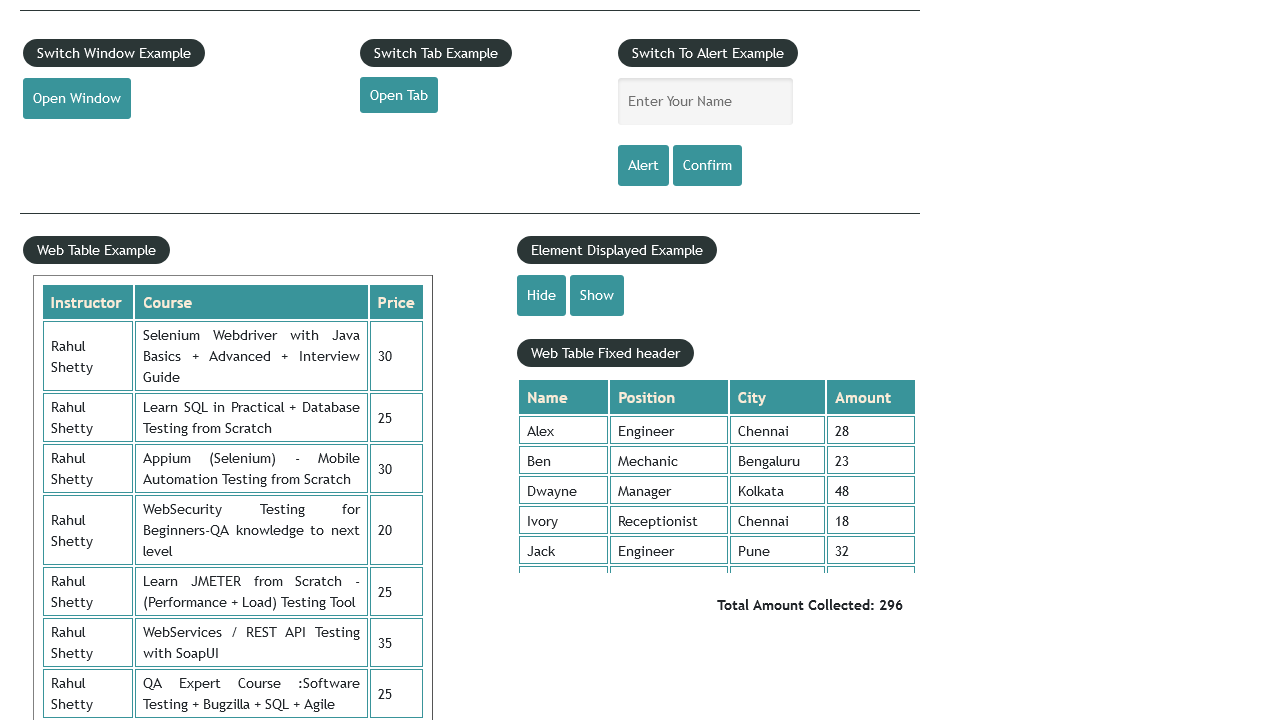 Switch Window Example
Switch Tab Example
Switch To Alert Example
Open Window
Open Tab
Enter Your Name
Alert
Confirm
Web Table Example
Instructor Course Price
Rahul Shetty
Selenium Webdriver with Java
Basics + Advanced + Interview
Guide
30
Rahul Shetty
Learn SQL in Practical + Database
Testing from Scratch
25
Rahul Shetty
Appium (Selenium) - Mobile
Automation Testing from Scratch
30
Rahul Shetty
WebSecurity Testing for
Beginners-QA knowledge to next
level
20
Rahul Shetty
Learn JMETER from Scratch -
(Performance + Load) Testing Tool
25
Rahul Shetty
WebServices / REST API Testing
with SoapUI
35
Rahul Shetty
QA Expert Course :Software
Testing + Bugzilla + SQL + Agile
25
Element Displayed Example
Hide
Show
Web Table Fixed header
Name Position City Amount
Alex Engineer Chennai 28
Ben Mechanic Bengaluru 23
Dwayne Manager Kolkata 48
Ivory Receptionist Chennai 18
Jack Engineer Pune 32
Total Amount Collected: 296